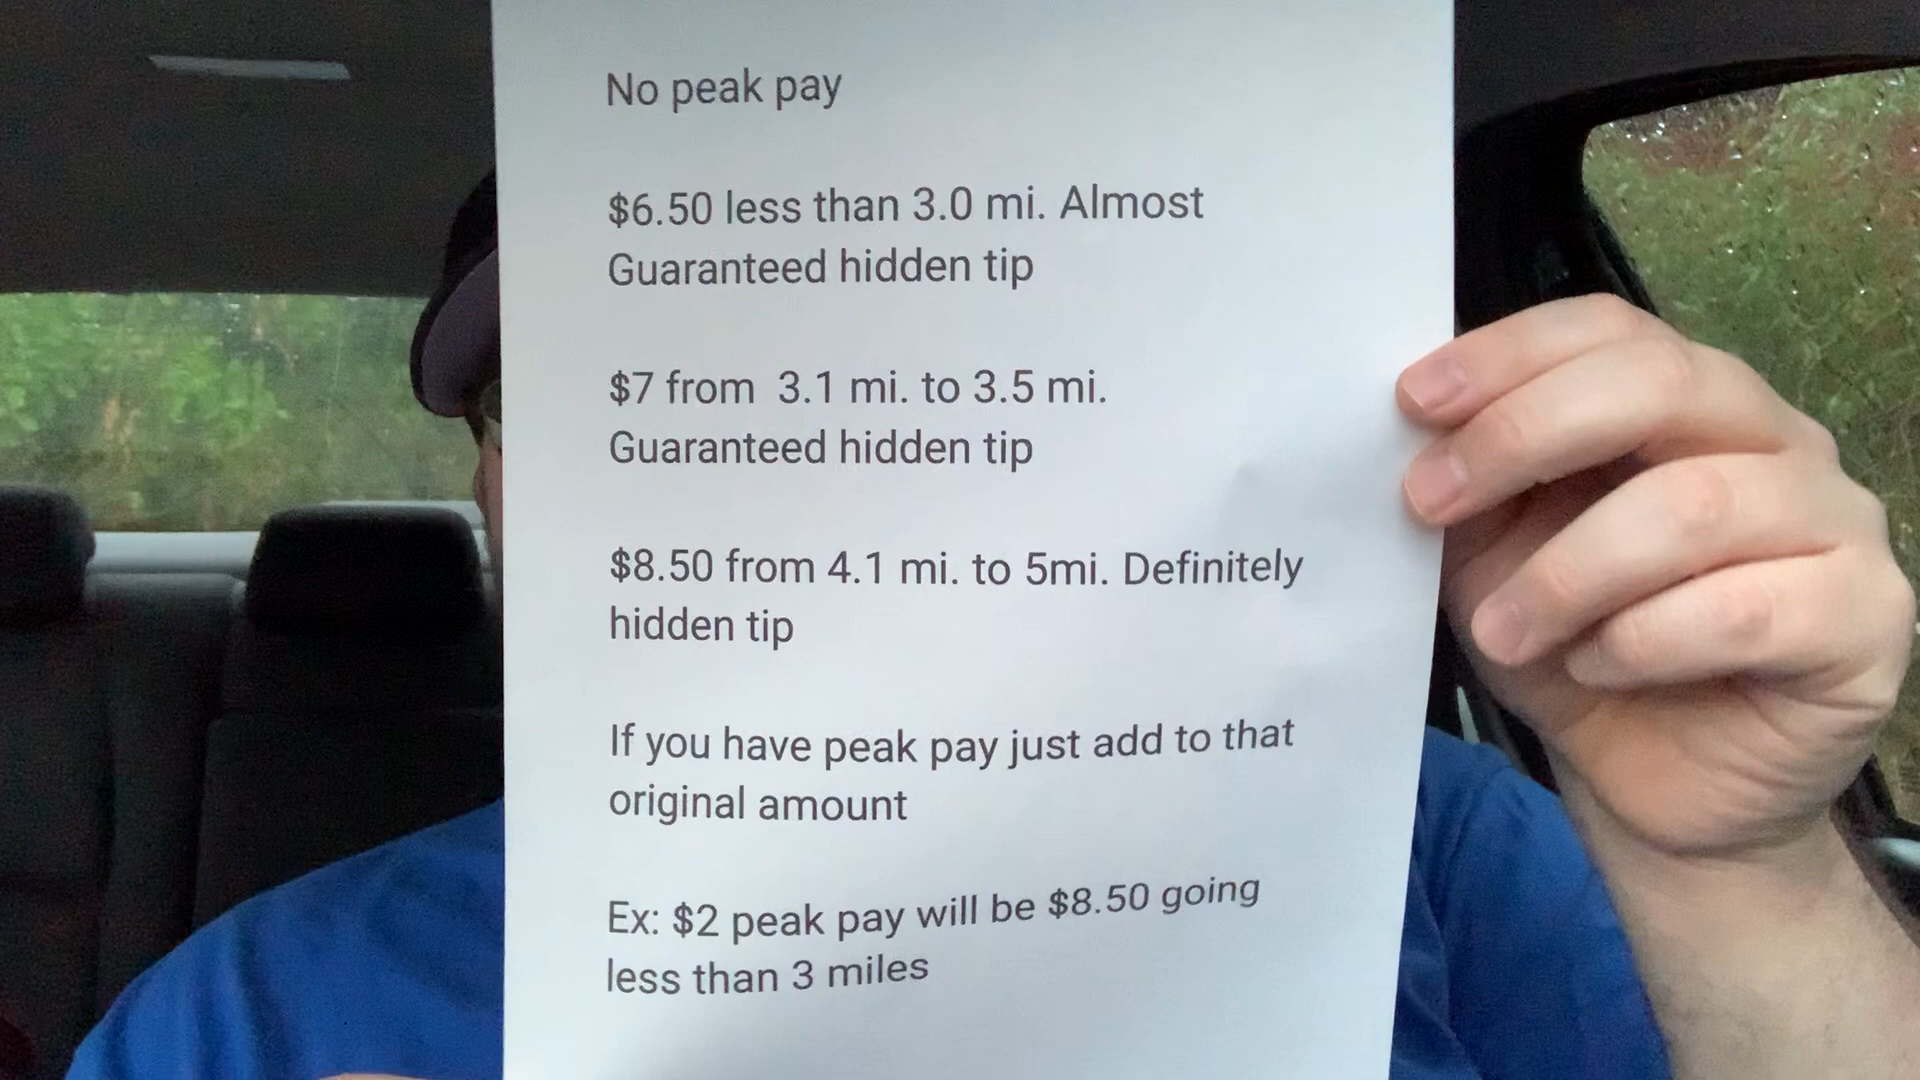 No peak pay
$6.50 less than 3.0 mi. Almost
Guaranteed hidden tip
$7 from  3.1 mi. to 3.5 mi.
Guaranteed hidden tip
$8.50 from 4.1 mi. to 5mi. Definitely
hidden tip
If you have peak pay just add to that
original amount
Ex: $2 peak pay will be $8.50 going
less than 3 miles